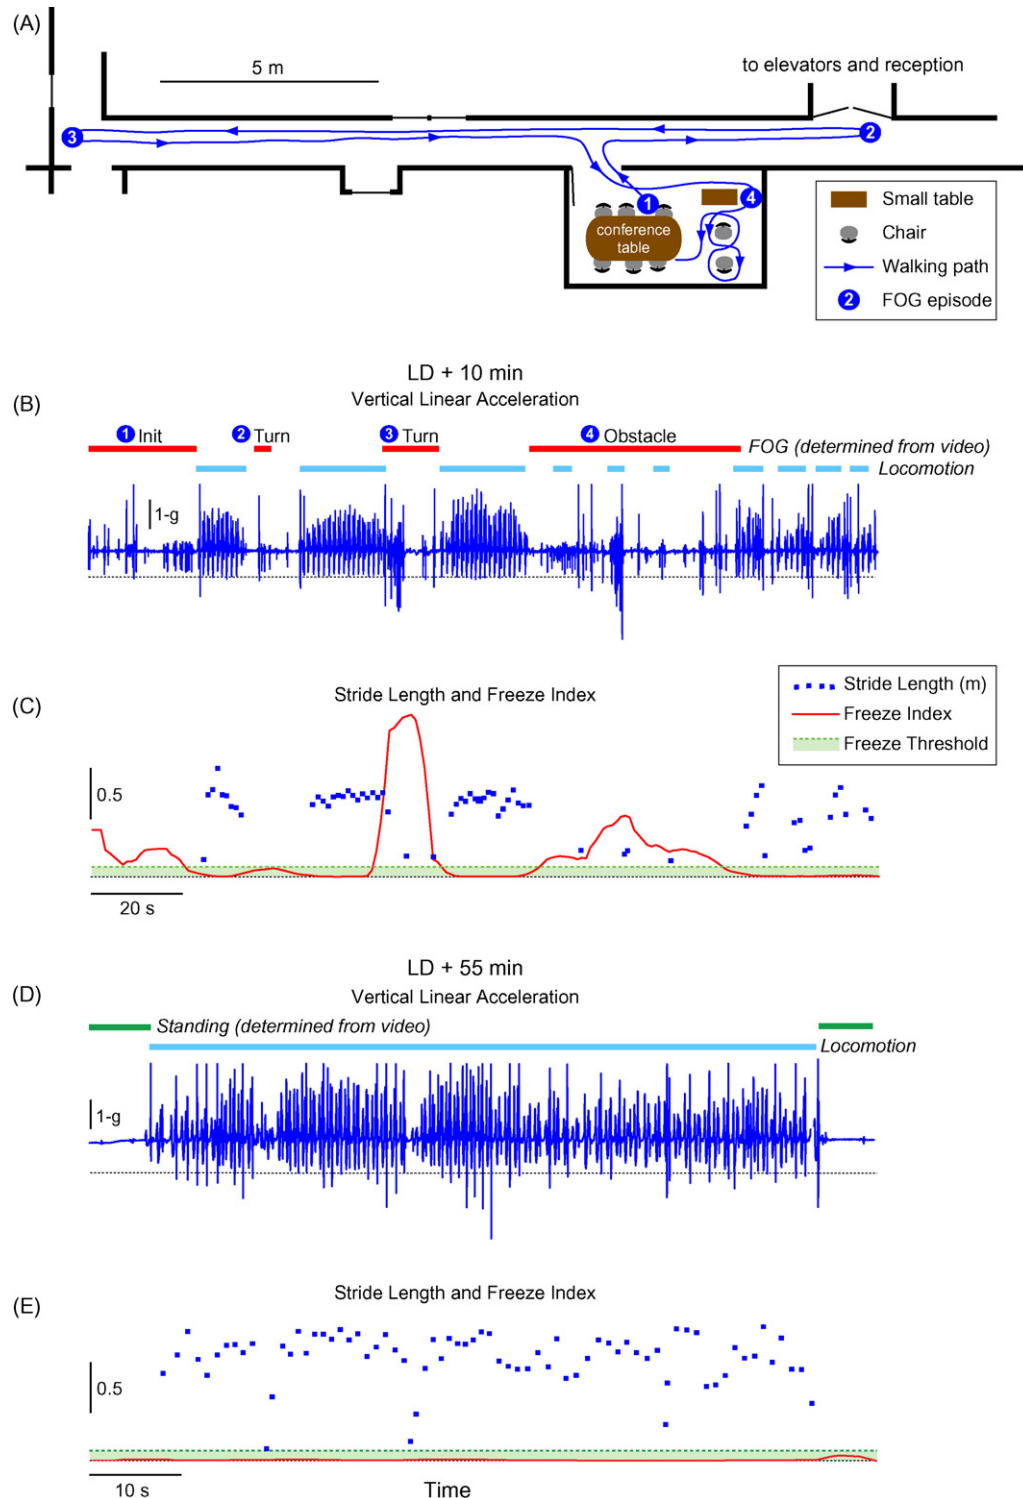 (A)
5 m
to elevators and reception
3
2
1
4
conference
table
Small table
Chair
Walking path
2 FOG episode
LD + 10 min
(B)
Vertical Linear Acceleration
1 Init
2 Turn
3 Turn
4 Obstacle
FOG (determined from video)
Locomotion
1-g
(C)
Stride Length and Freeze Index
Stride Length (m)
Freeze Index
Freeze Threshold
0.5
20 s
LD + 55 min
(D)
Vertical Linear Acceleration
Standing (determined from video)
Locomotion
1-g
(E)
Stride Length and Freeze Index
0.5
10 s
Time